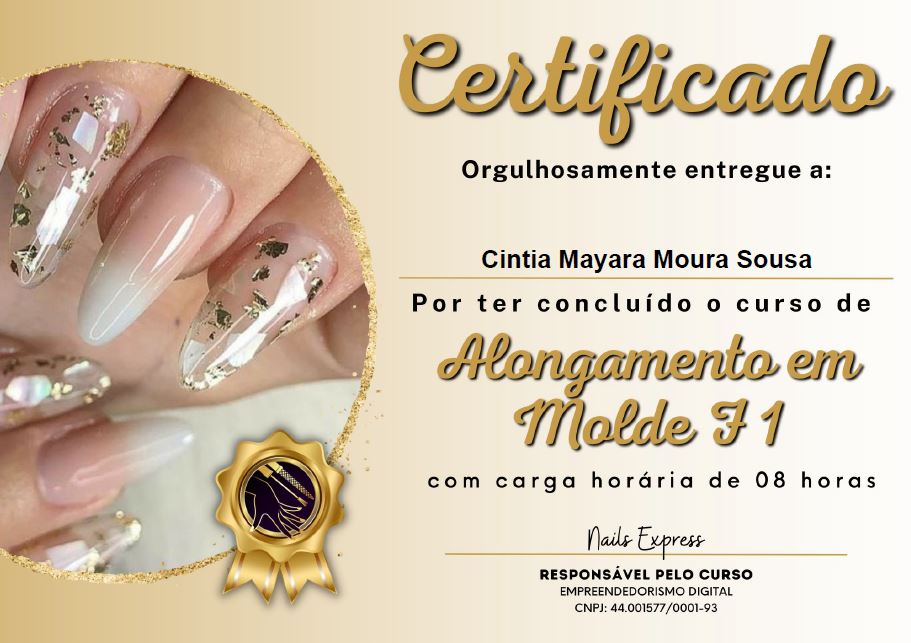 Certificado
Orgulhosamente entregue a:
Cintia Mayara Moura Sousa
Por ter concluído o curso de
Alongamento em
Molde F 1
com carga horária de 08 horas
Nails Express
RESPONSÁVEL PELO CURSO
EMPREENDEDORISMO DIGITAL
CNPJ: 44.001577/0001-93